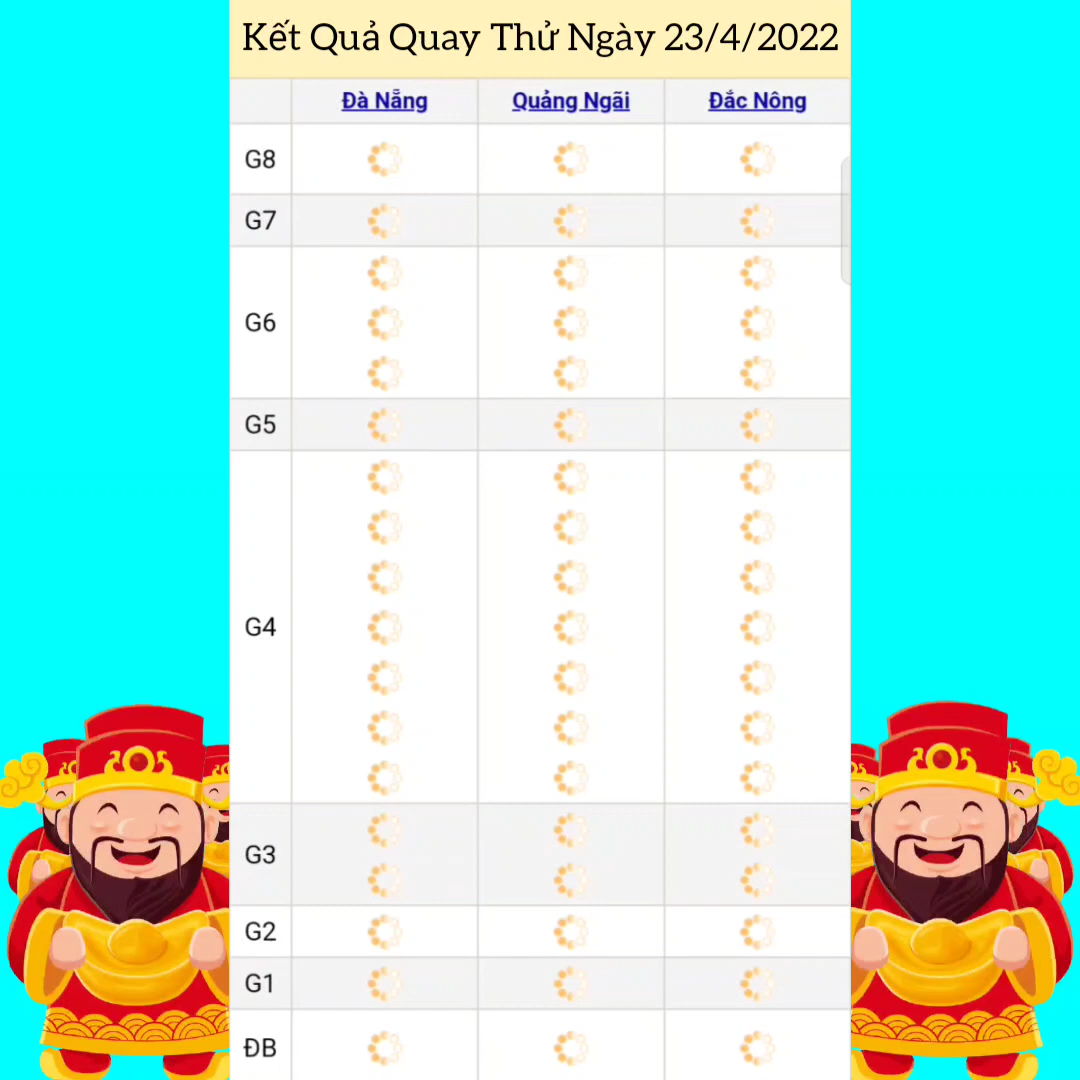 Kết Quả Quay Thử Ngày 23/4/2022
Đà Nẵng Quảng Ngãi Đắc Nông
G8
G7
G6
G5
G4
G3
G2
G1
ĐB